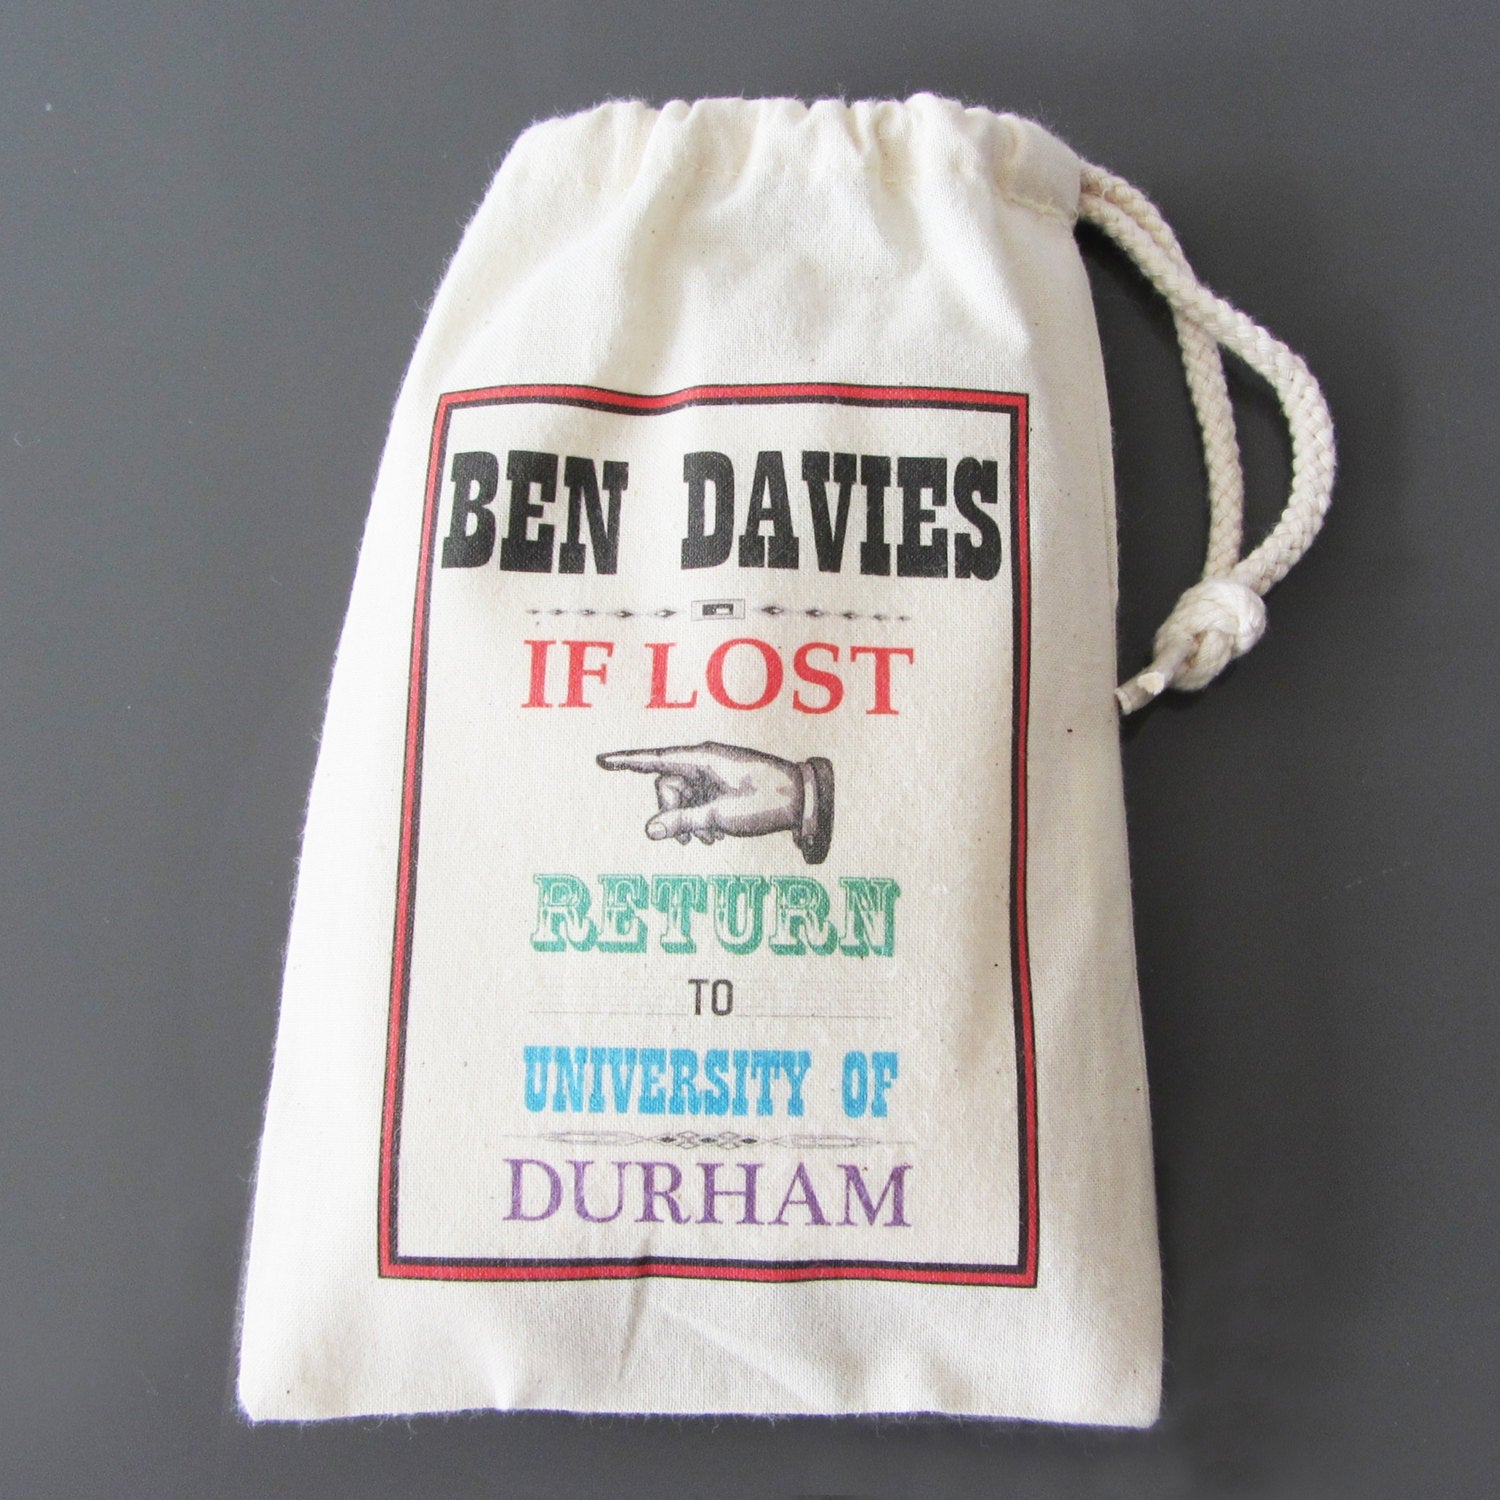 BEN DAVIES
IF LOST
RETURN
TO
UNIVERSITY OF
DURHAM